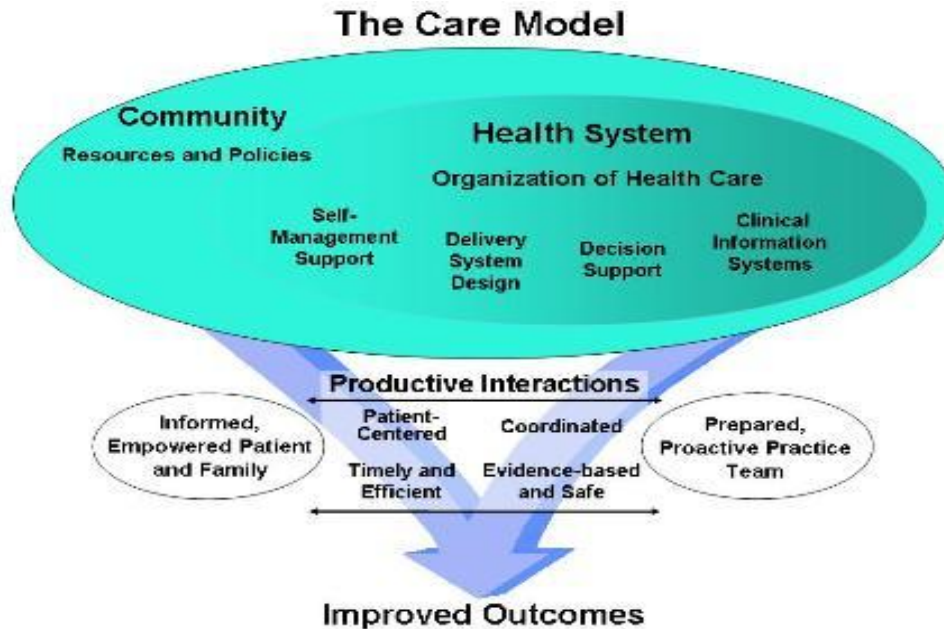 The Care Model
Community
Resources and Policies
Health System
Organization of Health Care
Self-
Management
Support
Delivery
System
Design
Decision
Support
Clinical
Information
Systems
Productive Interactions
Informed,
Empowered Patient
and Family
Patient-
Centered
Coordinated
Timely and
Efficient
Evidence-based
and Safe
Prepared,
Proactive Practice
Team
Improved Outcomes